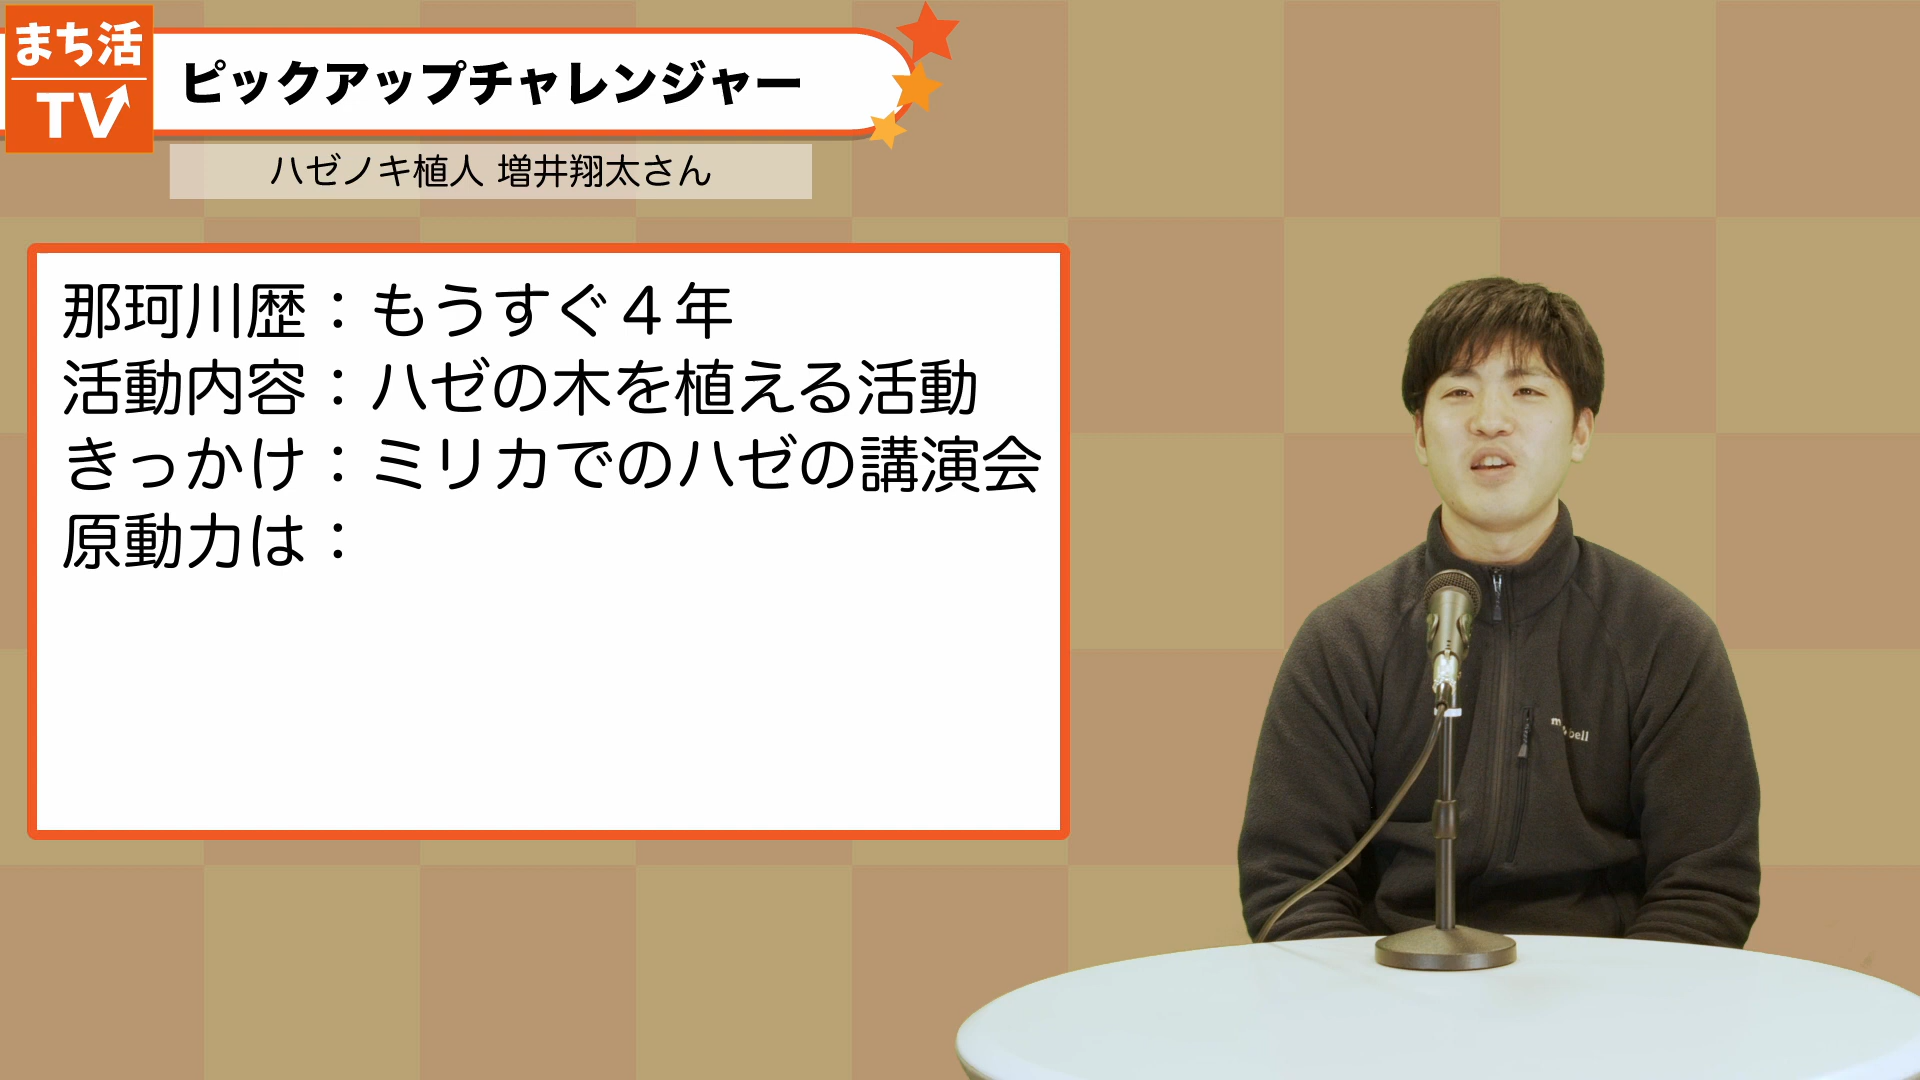 まち活
TV
ピックアップチャレンジャー
ハゼノキ植人 増井翔太さん
那珂川歴：もうすぐ４年
活動内容：ハゼの木を植える活動
きっかけ：ミリカでのハゼの講演会
原動力は：